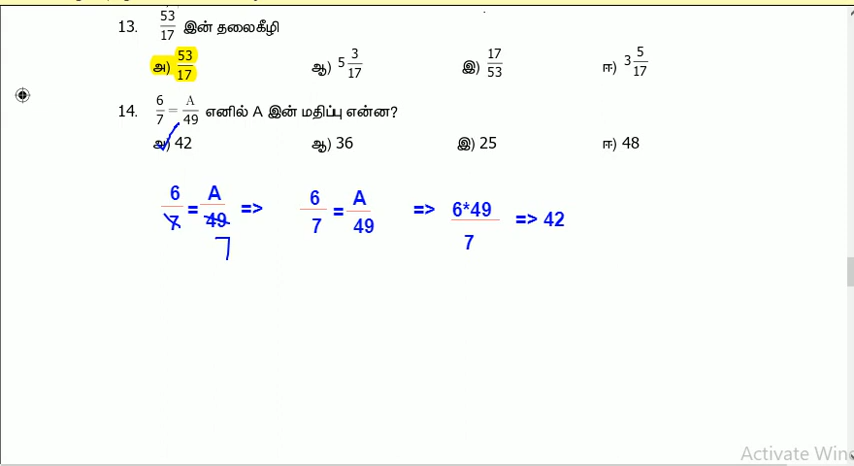 13. 53/17 இன் தலைகீழி
அ) 53/17 ஆ) 5 3/17 இ) 17/53 ஈ) 3 5/17
14. 6/7 = A/49 எனில் A இன் மதிப்பு என்ன?
அ) 42 ஆ) 36 இ) 25 ஈ) 48
6/7 = A/49 => 6/7 = A/49 => 6*49/7 => 42
7
Activate Win